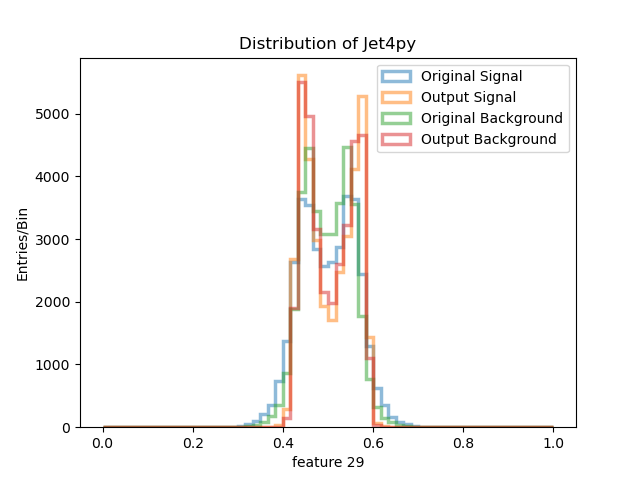 Distribution of Jet4py
Original Signal
Output Signal
Original Background
Output Background
Entries/Bin
5000
4000
3000
2000
1000
0
0.0 0.2 0.4 0.6 0.8 1.0
feature 29